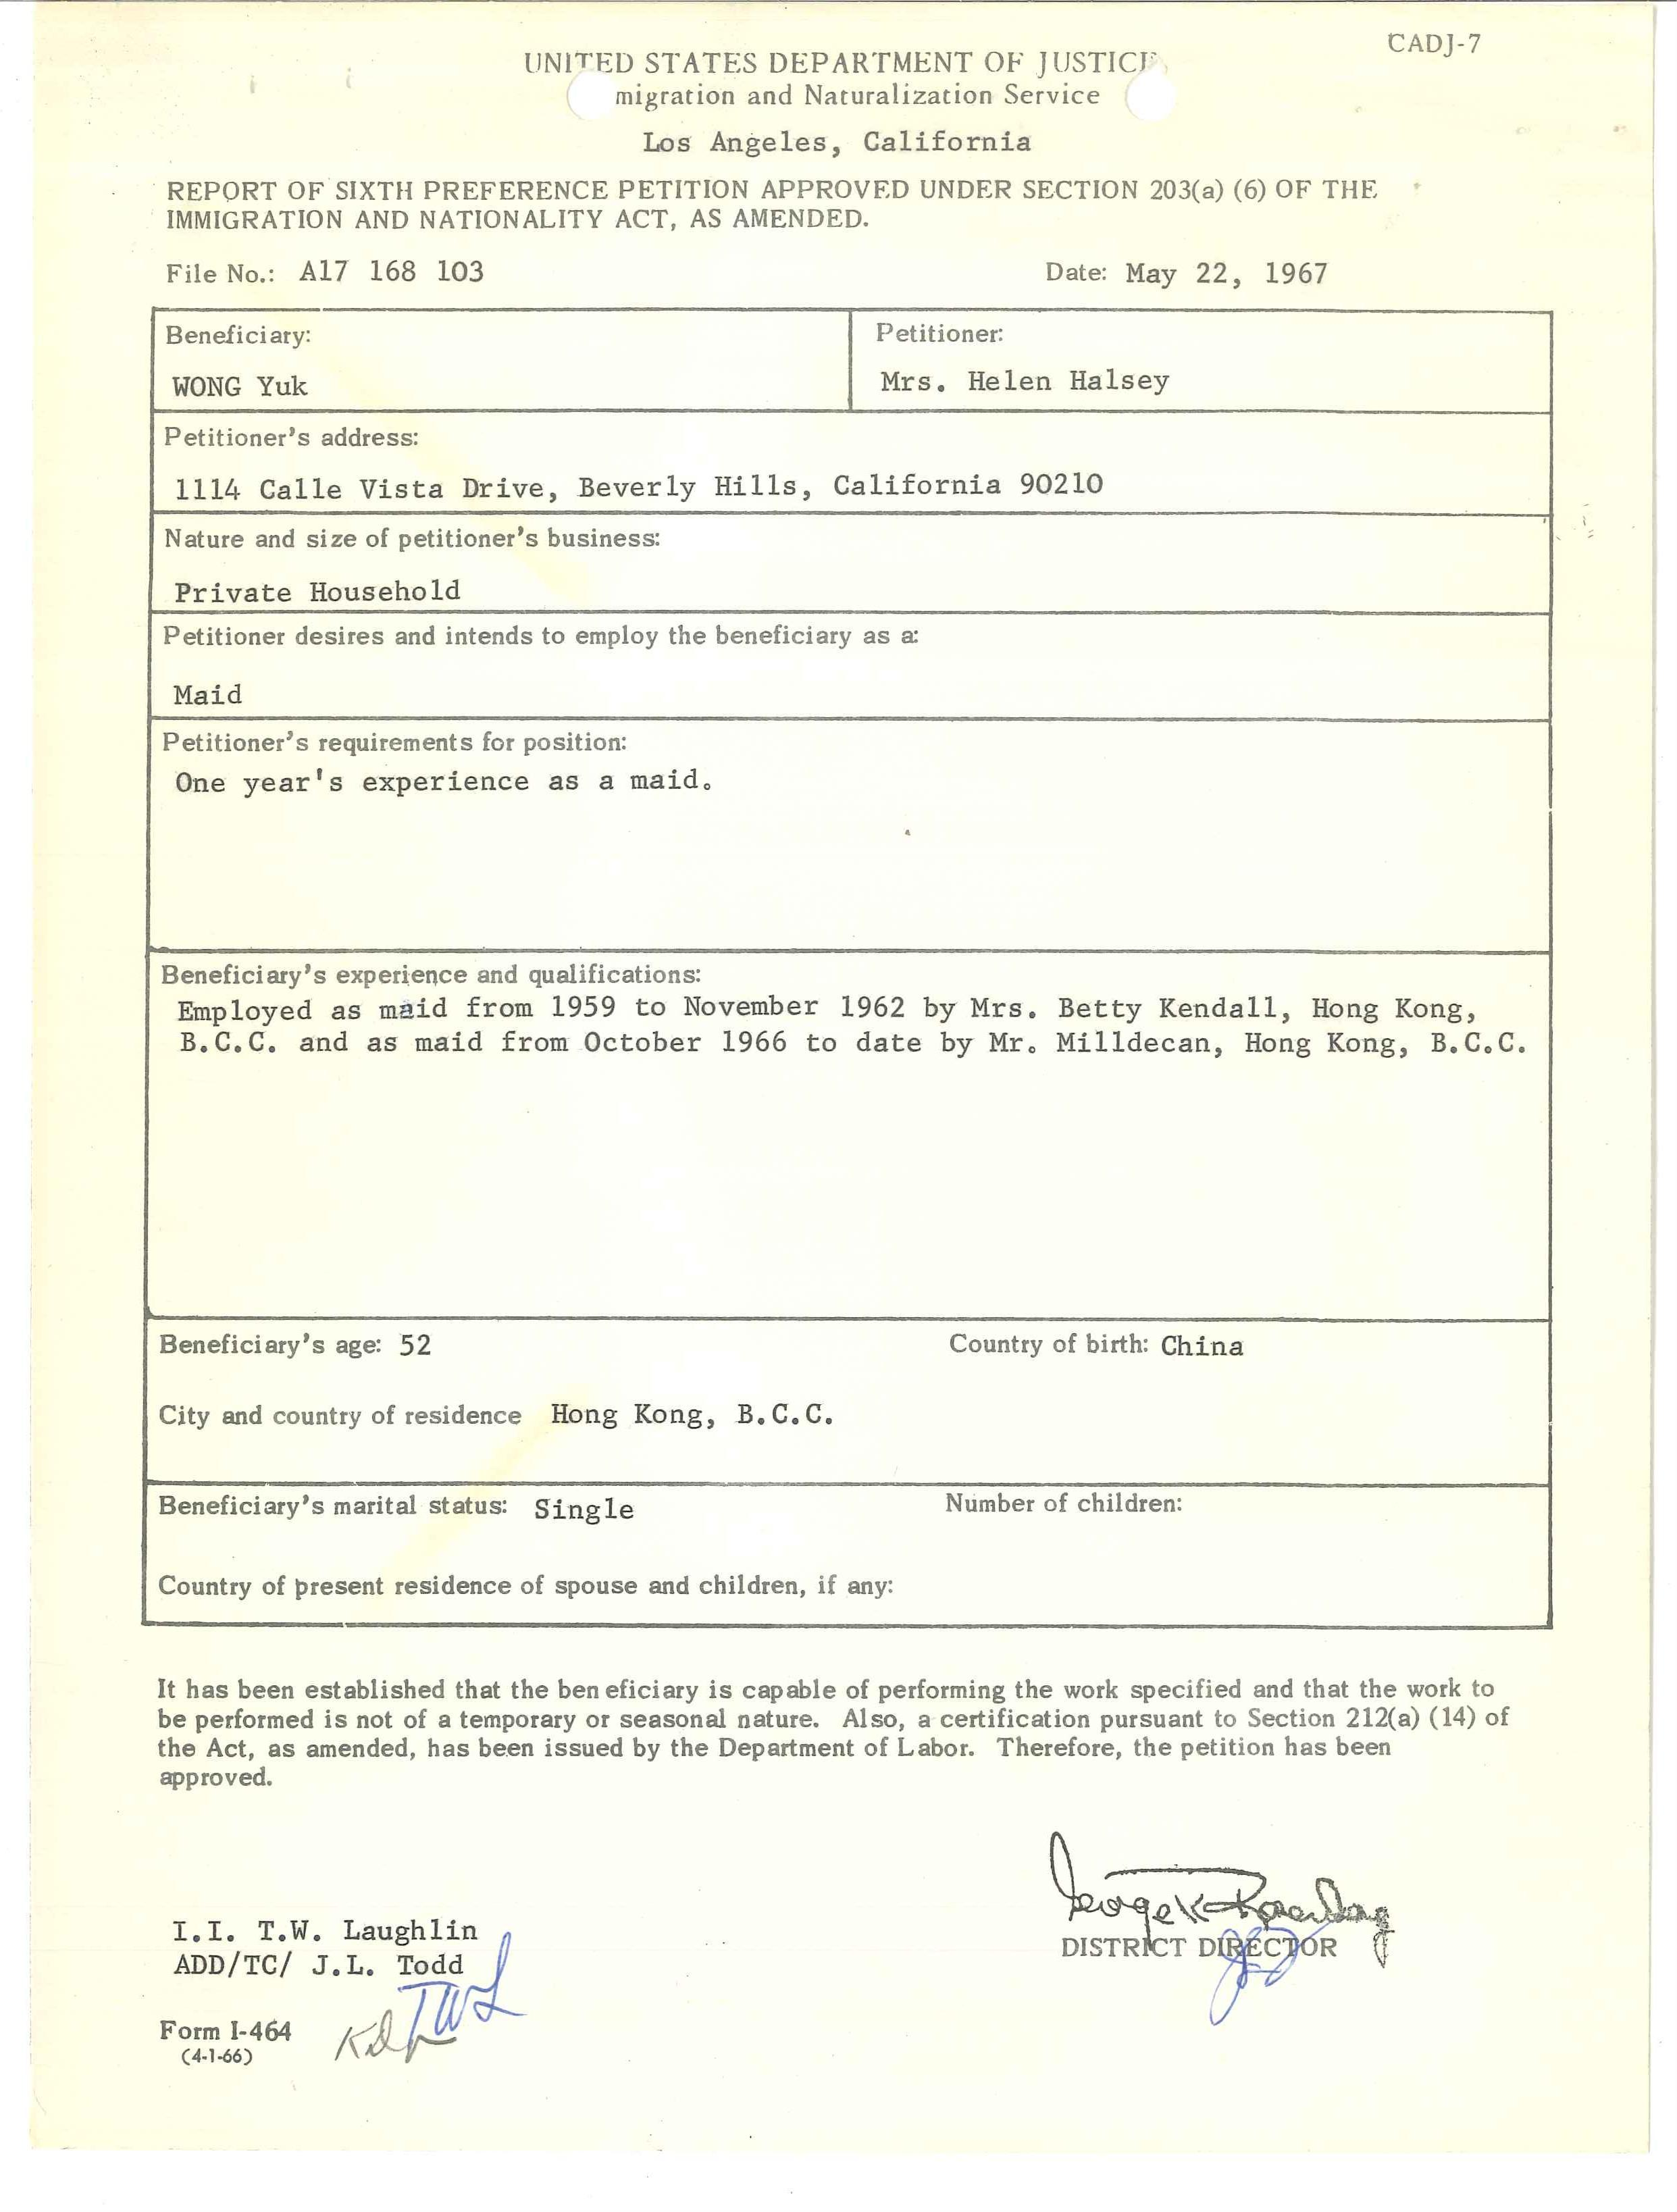 CADJ-7
UNITED STATES DEPARTMENT OF JUSTICE
migration and Naturalization Service
Los Angeles, California
REPORT OF SIXTH PREFERENCE PETITION APPROVED UNDER SECTION 203(a) (6) OF THE
IMMIGRATION AND NATIONALITY ACT, AS AMENDED.
File No.: A17 168 103 Date: May 22, 1967
Beneficiary: Petitioner:
WONG Yuk Mrs. Helen Halsey
Petitioner's address:
1114 Calle Vista Drive, Beverly Hills, California 90210
Nature and size of petitioner's business:
Private Household
Petitioner desires and intends to employ the beneficiary as a:
Maid
Petitioner's requirements for position:
One year's experience as a maid.
Beneficiary's experience and qualifications:
Employed as maid from 1959 to November 1962 by Mrs. Betty Kendall, Hong Kong,
B.C.C. and as maid from October 1966 to date by Mr. Milldecan, Hong Kong, B.C.C.
Beneficiary's age: 52 Country of birth: China
City and country of residence Hong Kong, B.C.C.
Beneficiary's marital status: Single Number of children:
Country of present residence of spouse and children, if any:
It has been established that the ben eficiary is capable of performing the work specified and that the work to
be performed is not of a temporary or seasonal nature. Also, a certification pursuant to Section 212(a) (14) of
the Act, as amended, has been issued by the Department of Labor. Therefore, the petition has been
approved.
I.I. T.W. Laughlin
DISTRICT DIRECTOR
ADD/TC/ J.L. Todd
TWL
Form I-464
(4-1-66)